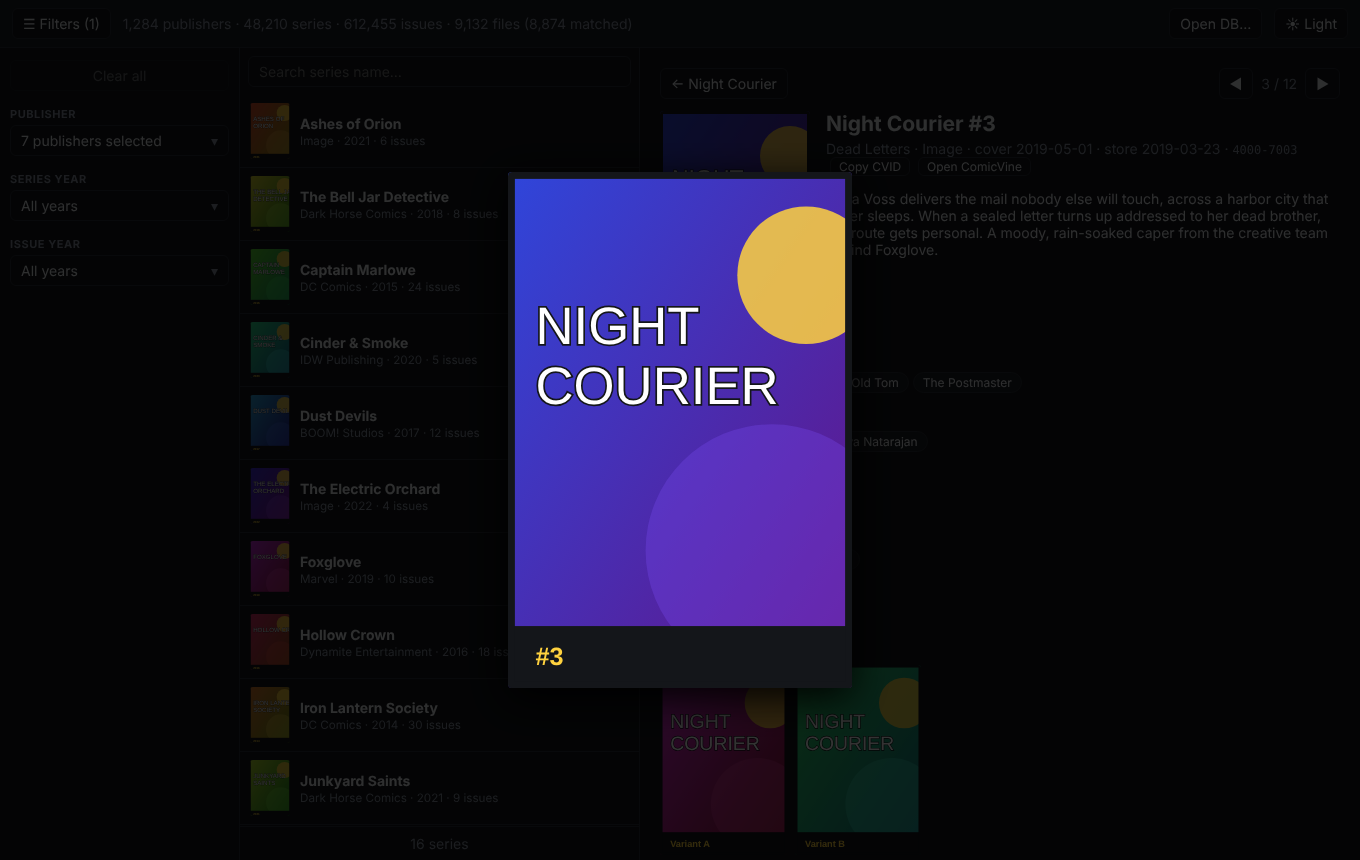 ☰ Filters (1)
1,284 publishers · 48,210 series · 612,455 issues · 9,132 files (8,874 matched)
Open DB...
☀ Light
Clear all
PUBLISHER
7 publishers selected
SERIES YEAR
All years
ISSUE YEAR
All years
Search series name...
Ashes of Orion
Image · 2021 · 6 issues
The Bell Jar Detective
Dark Horse Comics · 2018 · 8 issues
Captain Marlowe
DC Comics · 2015 · 24 issues
Cinder & Smoke
IDW Publishing · 2020 · 5 issues
Dust Devils
BOOM! Studios · 2017 · 12 issues
The Electric Orchard
Image · 2022 · 4 issues
Foxglove
Marvel · 2019 · 10 issues
Hollow Crown
Dynamite Entertainment · 2016 · 18 iss
Iron Lantern Society
DC Comics · 2014 · 30 issues
Junkyard Saints
Dark Horse Comics · 2021 · 9 issues
16 series
← Night Courier
◀ 3 / 12 ▶
Night Courier #3
Dead Letters · Image · cover 2019-05-01 · store 2019-03-23 · 4000-7003
Copy CVID
Open ComicVine
a Voss delivers the mail nobody else will touch, across a harbor city that
er sleeps. When a sealed letter turns up addressed to her dead brother,
route gets personal. A moody, rain-soaked caper from the creative team
nd Foxglove.
Old Tom
The Postmaster
a Natarajan
NIGHT
COURIER
#3
NIGHT
COURIER
Variant A
NIGHT
COURIER
Variant B